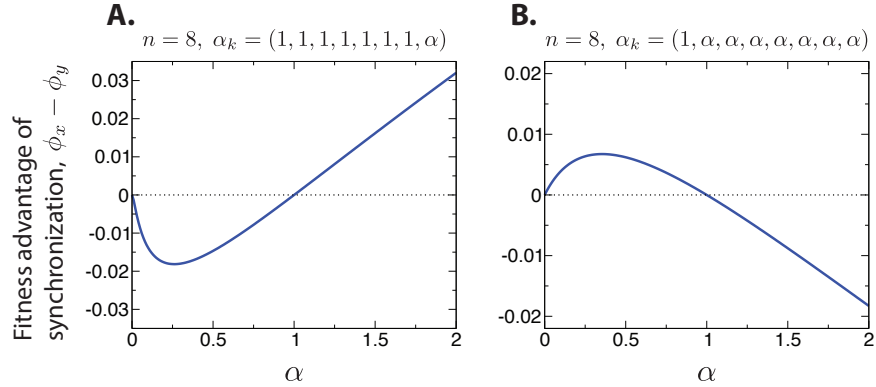 A.
n = 8, α_k = (1, 1, 1, 1, 1, 1, 1, α)
Fitness advantage of
synchronization, ϕ_x − ϕ_y
0.03
0.02
0.01
0
-0.01
-0.02
-0.03
0 0.5 1 1.5 2
α
B.
n = 8, α_k = (1, α, α, α, α, α, α, α)
0.02
0.01
0
-0.01
-0.02
0 0.5 1 1.5 2
α